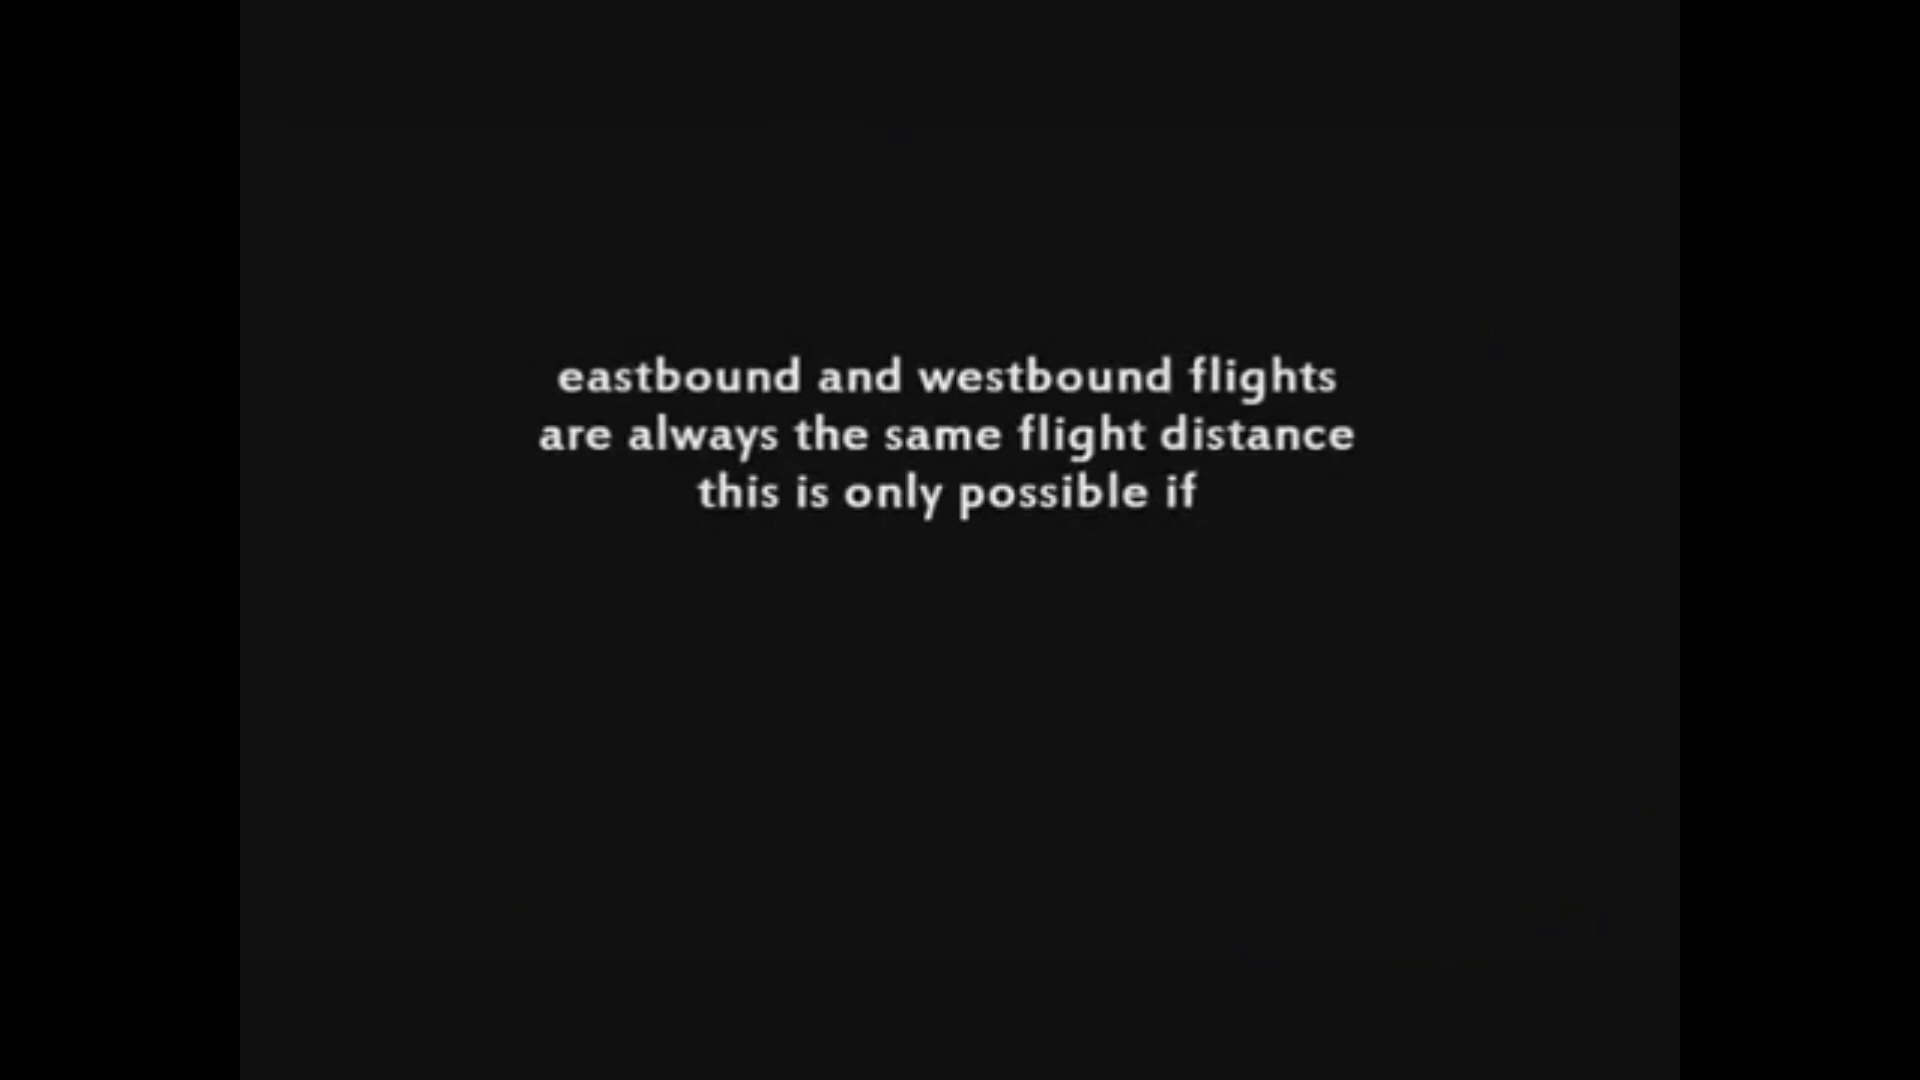 eastbound and westbound flights
are always the same flight distance
this is only possible if